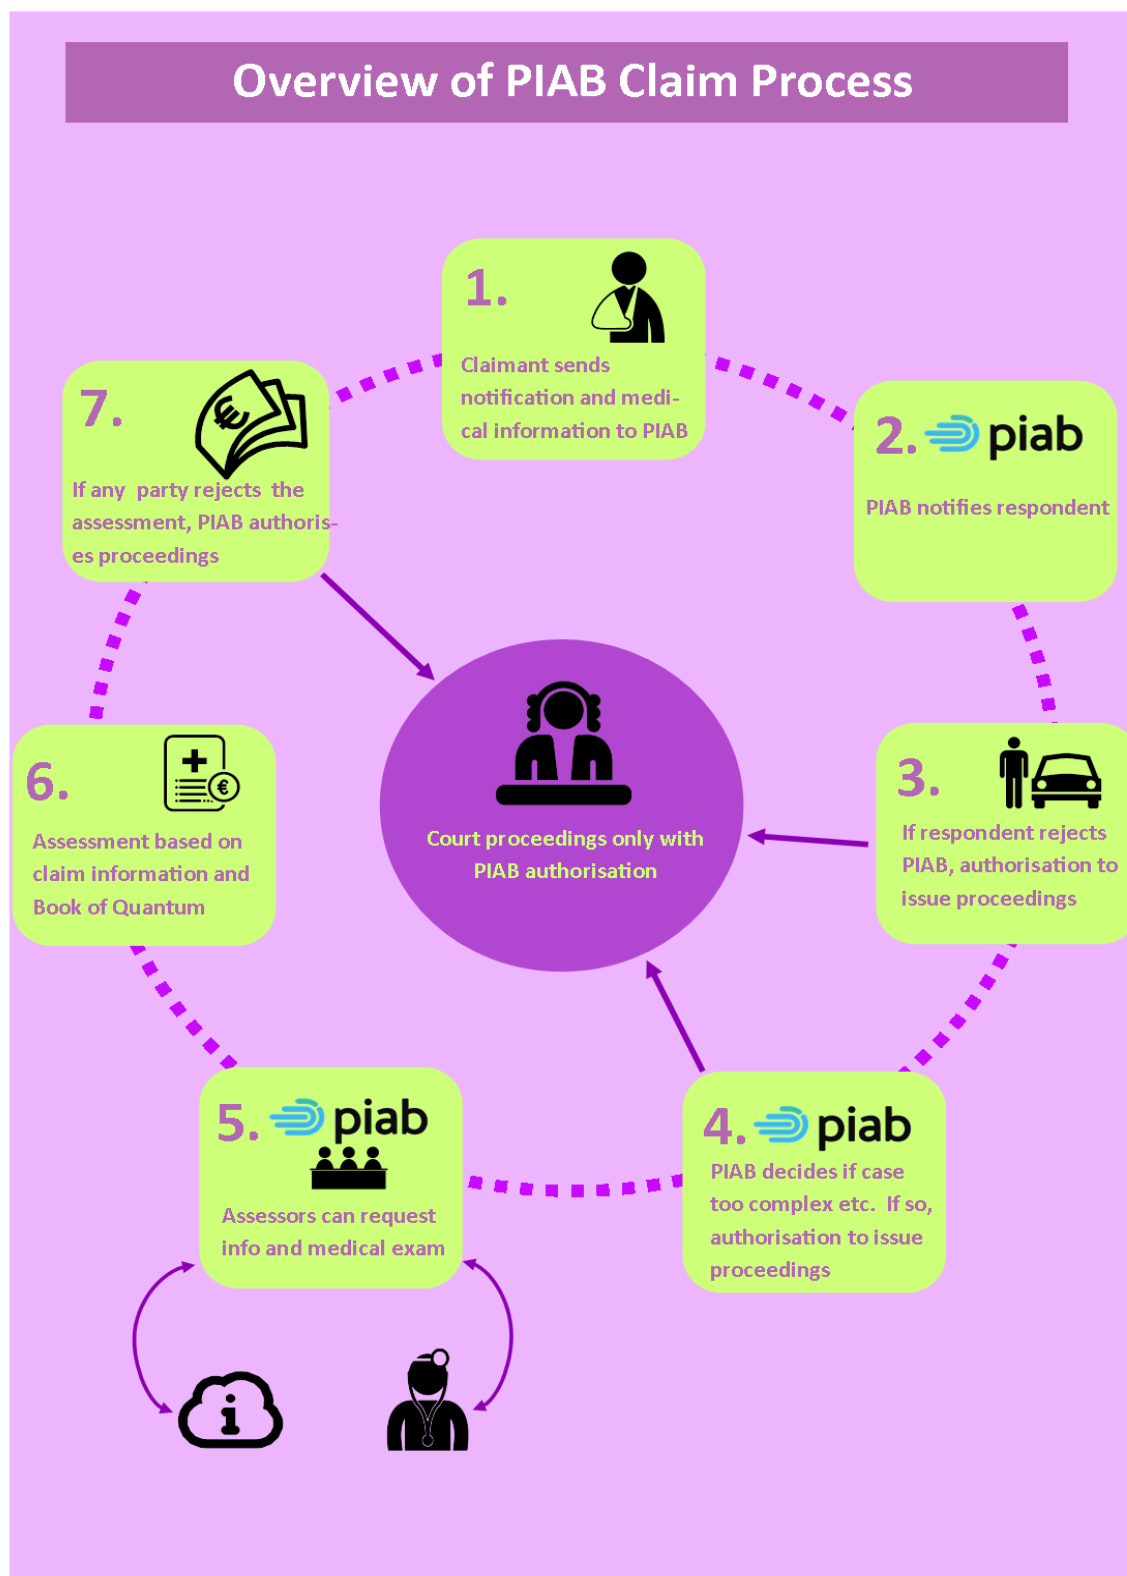 Overview of PIAB Claim Process
1.
Claimant sends
notification and medi-
cal information to PIAB
2. piab
PIAB notifies respondent
3.
If respondent rejects
PIAB, authorisation to
issue proceedings
4. piab
PIAB decides if case
too complex etc.  If so,
authorisation to issue
proceedings
5. piab
Assessors can request
info and medical exam
i
6.
€
Assessment based on
claim information and
Book of Quantum
7.
€
If any  party rejects  the
assessment, PIAB authoris-
es proceedings
Court proceedings only with
PIAB authorisation